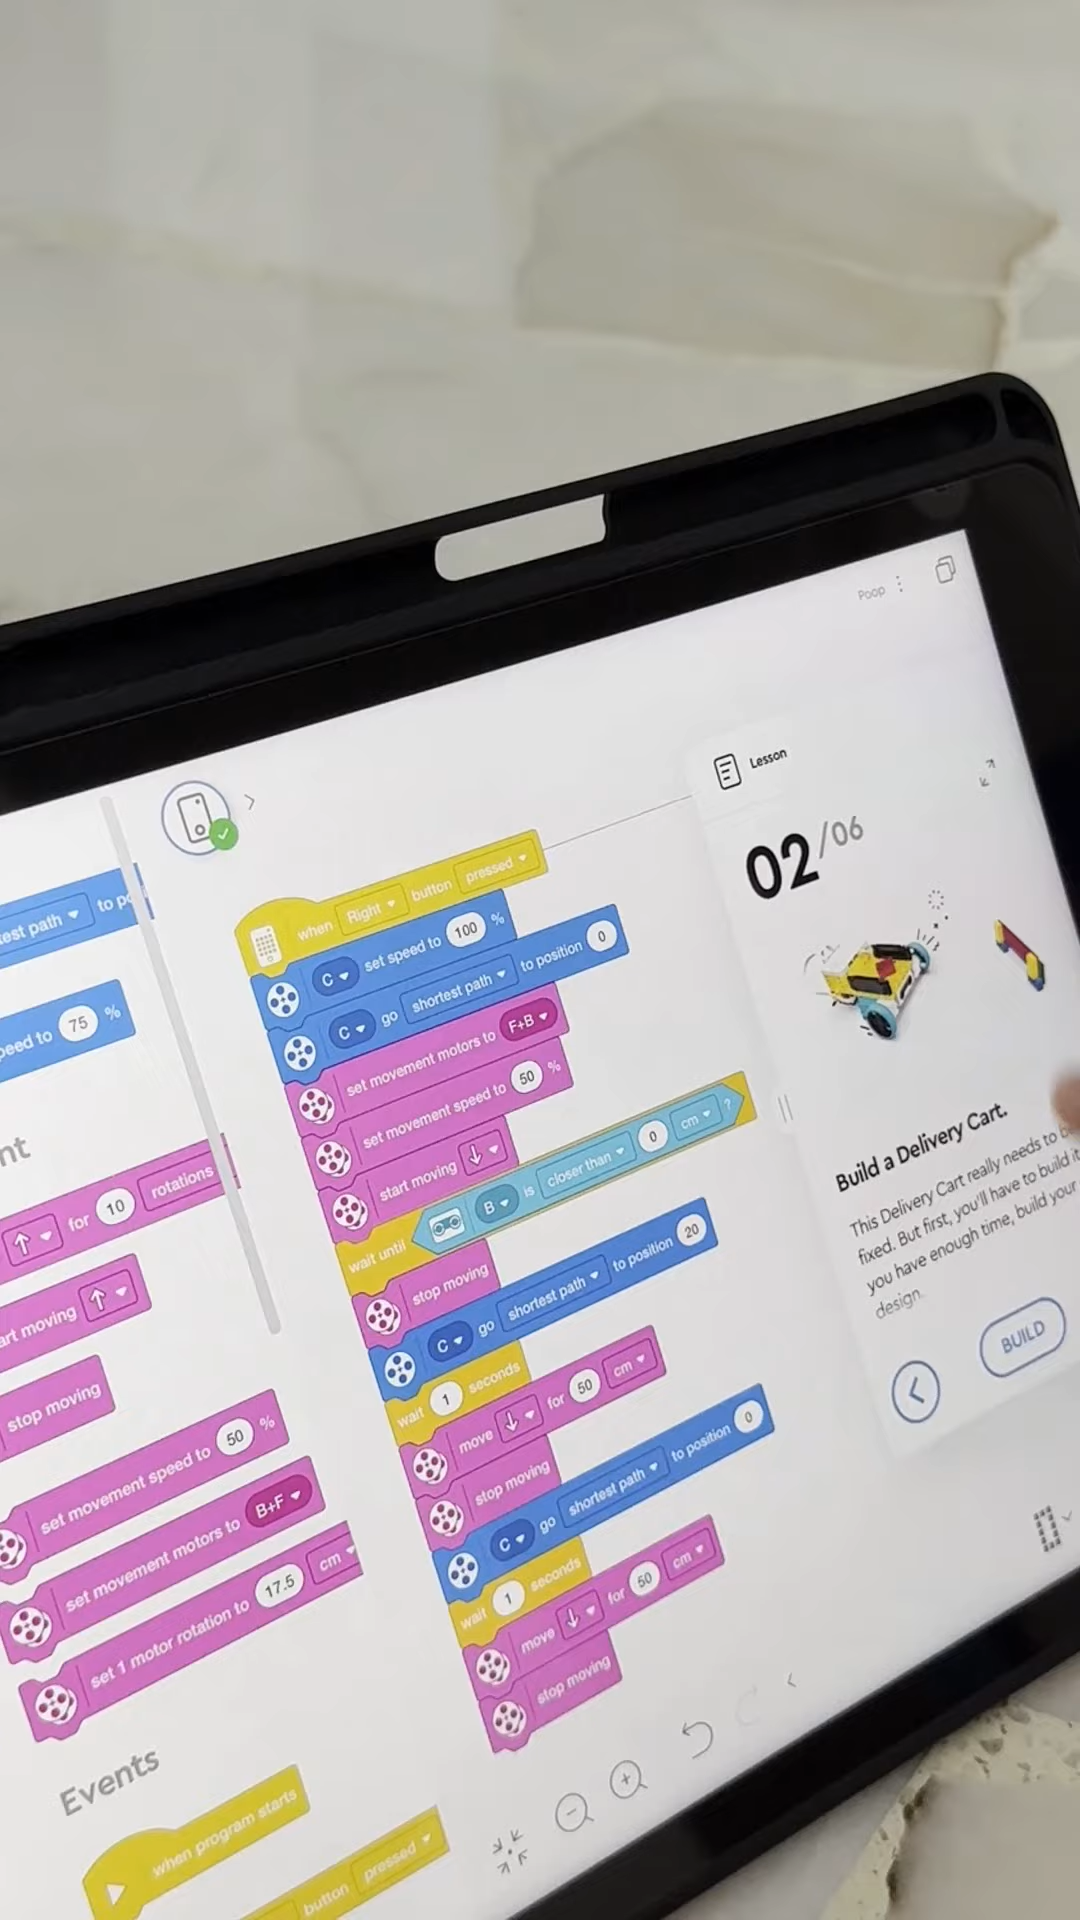 Poop
test path to po
peed to 75 %
nt
for 10 rotations
art moving
stop moving
set movement speed to 50 %
set movement motors to B+F
set 1 motor rotation to 17.5 cm
Events
when program starts
button pressed
when Right button pressed
C set speed to 100 %
C go shortest path to position 0
set movement motors to F+B
set movement speed to 50 %
start moving
wait until B is closer than 0 cm ?
stop moving
C go shortest path to position 20
wait 1 seconds
move for 50 cm
stop moving
C go shortest path to position 0
wait 1 seconds
move for 50 cm
stop moving
Lesson
02/06
Build a Delivery Cart.
This Delivery Cart really needs to b
fixed. But first, you'll have to build it
you have enough time, build your
design.
BUILD